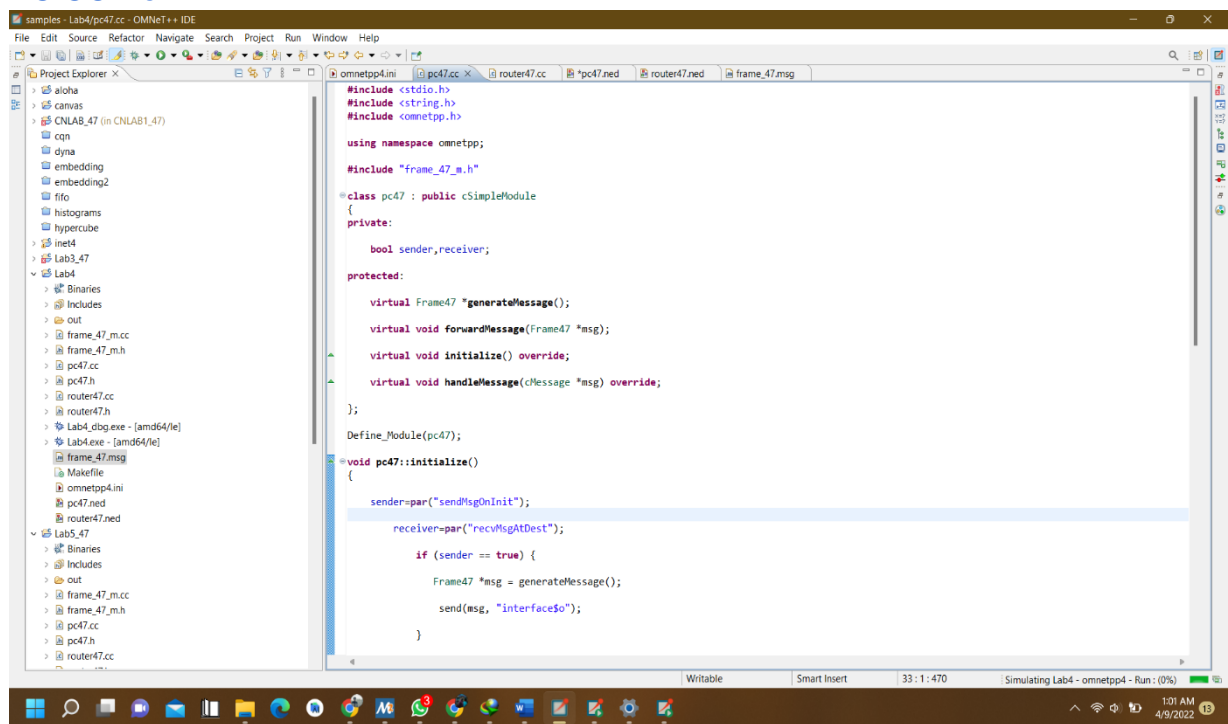 samples - Lab4/pc47.cc - OMNeT++ IDE
File Edit Source Refactor Navigate Search Project Run Window Help
Project Explorer
omnetpp4.ini pc47.cc router47.cc *pc47.ned router47.ned frame_47.msg
aloha
canvas
CNLAB_47 (in CNLAB1_47)
cqn
dyna
embedding
embedding2
fifo
histograms
hypercube
inet4
Lab3_47
Lab4
Binaries
Includes
out
frame_47_m.cc
frame_47_m.h
pc47.cc
pc47.h
router47.cc
router47.h
Lab4_dbg.exe - [amd64/le]
Lab4.exe - [amd64/le]
frame_47.msg
Makefile
omnetpp4.ini
pc47.ned
router47.ned
Lab5_47
Binaries
Includes
out
frame_47_m.cc
frame_47_m.h
pc47.cc
pc47.h
router47.cc
#include <stdio.h>
#include <string.h>
#include <omnetpp.h>
using namespace omnetpp;
#include "frame_47_m.h"
class pc47 : public cSimpleModule
{
private:
bool sender,receiver;
protected:
virtual Frame47 *generateMessage();
virtual void forwardMessage(Frame47 *msg);
virtual void initialize() override;
virtual void handleMessage(cMessage *msg) override;
};
Define_Module(pc47);
void pc47::initialize()
{
sender=par("sendMsgOnInit");
receiver=par("recvMsgAtDest");
if (sender == true) {
Frame47 *msg = generateMessage();
send(msg, "interface$o");
}
Writable Smart Insert 33 : 1 : 470 Simulating Lab4 - omnetpp4 - Run : (0%)
3
1:01 AM
4/9/2022
13